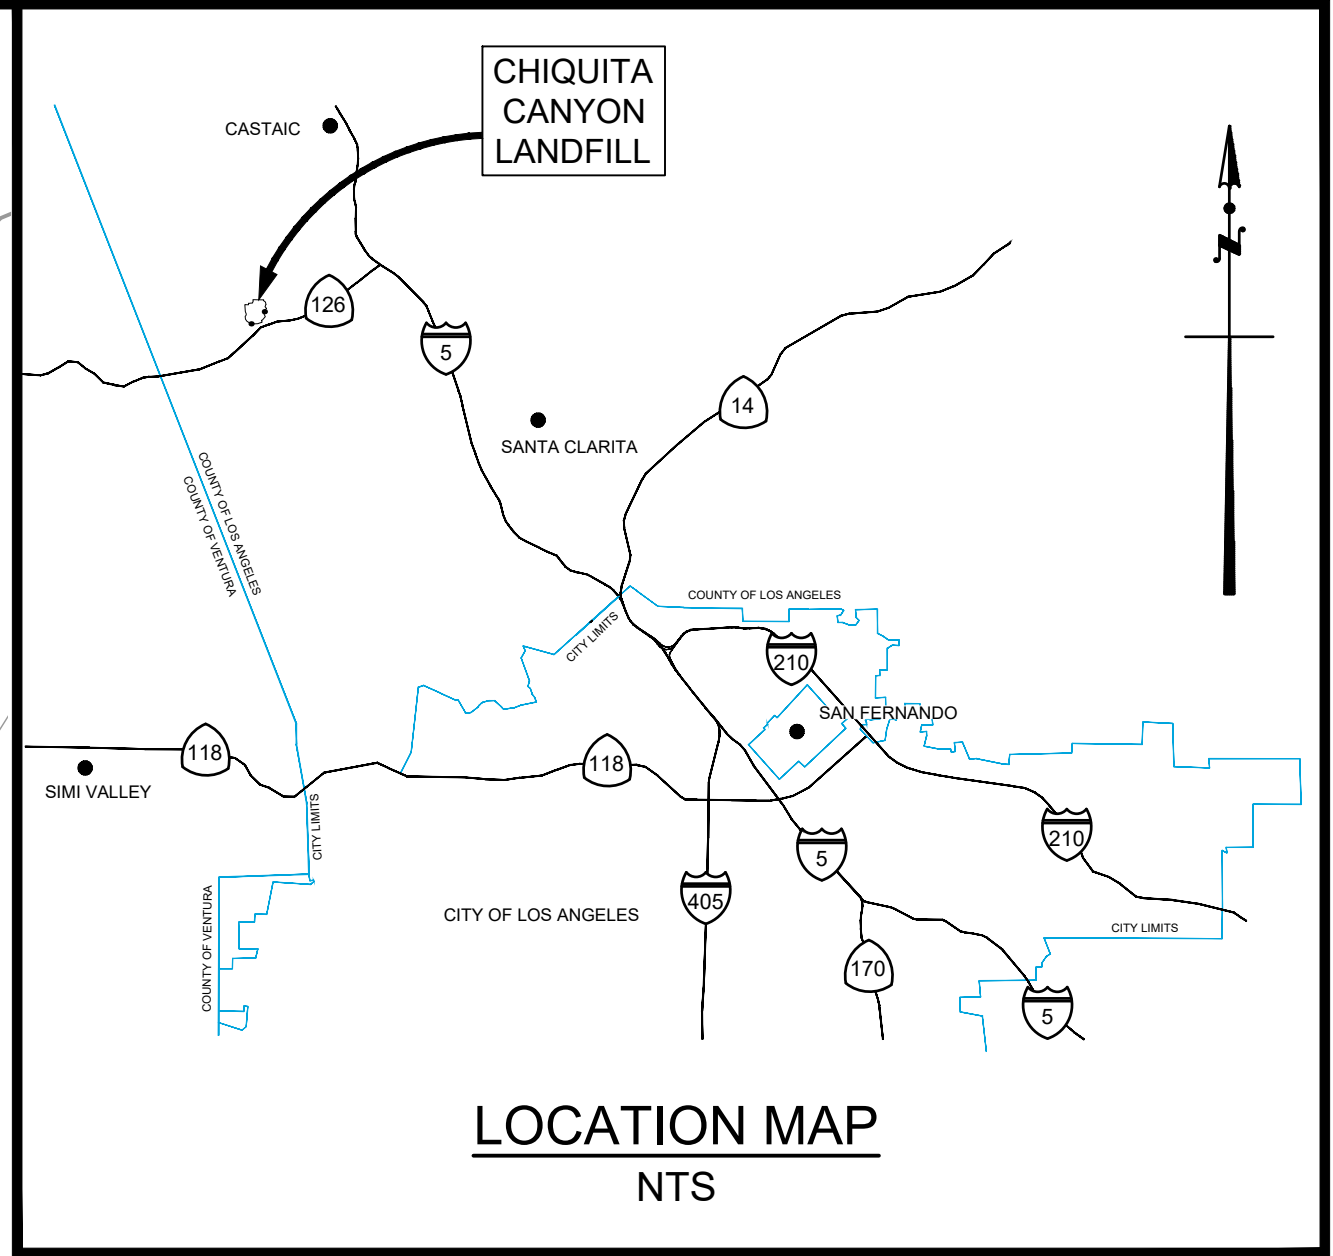 CHIQUITA
CANYON
LANDFILL
CASTAIC
N
126
5
14
SANTA CLARITA
COUNTY OF LOS ANGELES
COUNTY OF VENTURA
COUNTY OF LOS ANGELES
CITY LIMITS
210
SAN FERNANDO
118
118
SIMI VALLEY
CITY LIMITS
210
5
405
CITY OF LOS ANGELES
COUNTY OF VENTURA
CITY LIMITS
170
5
LOCATION MAP
NTS